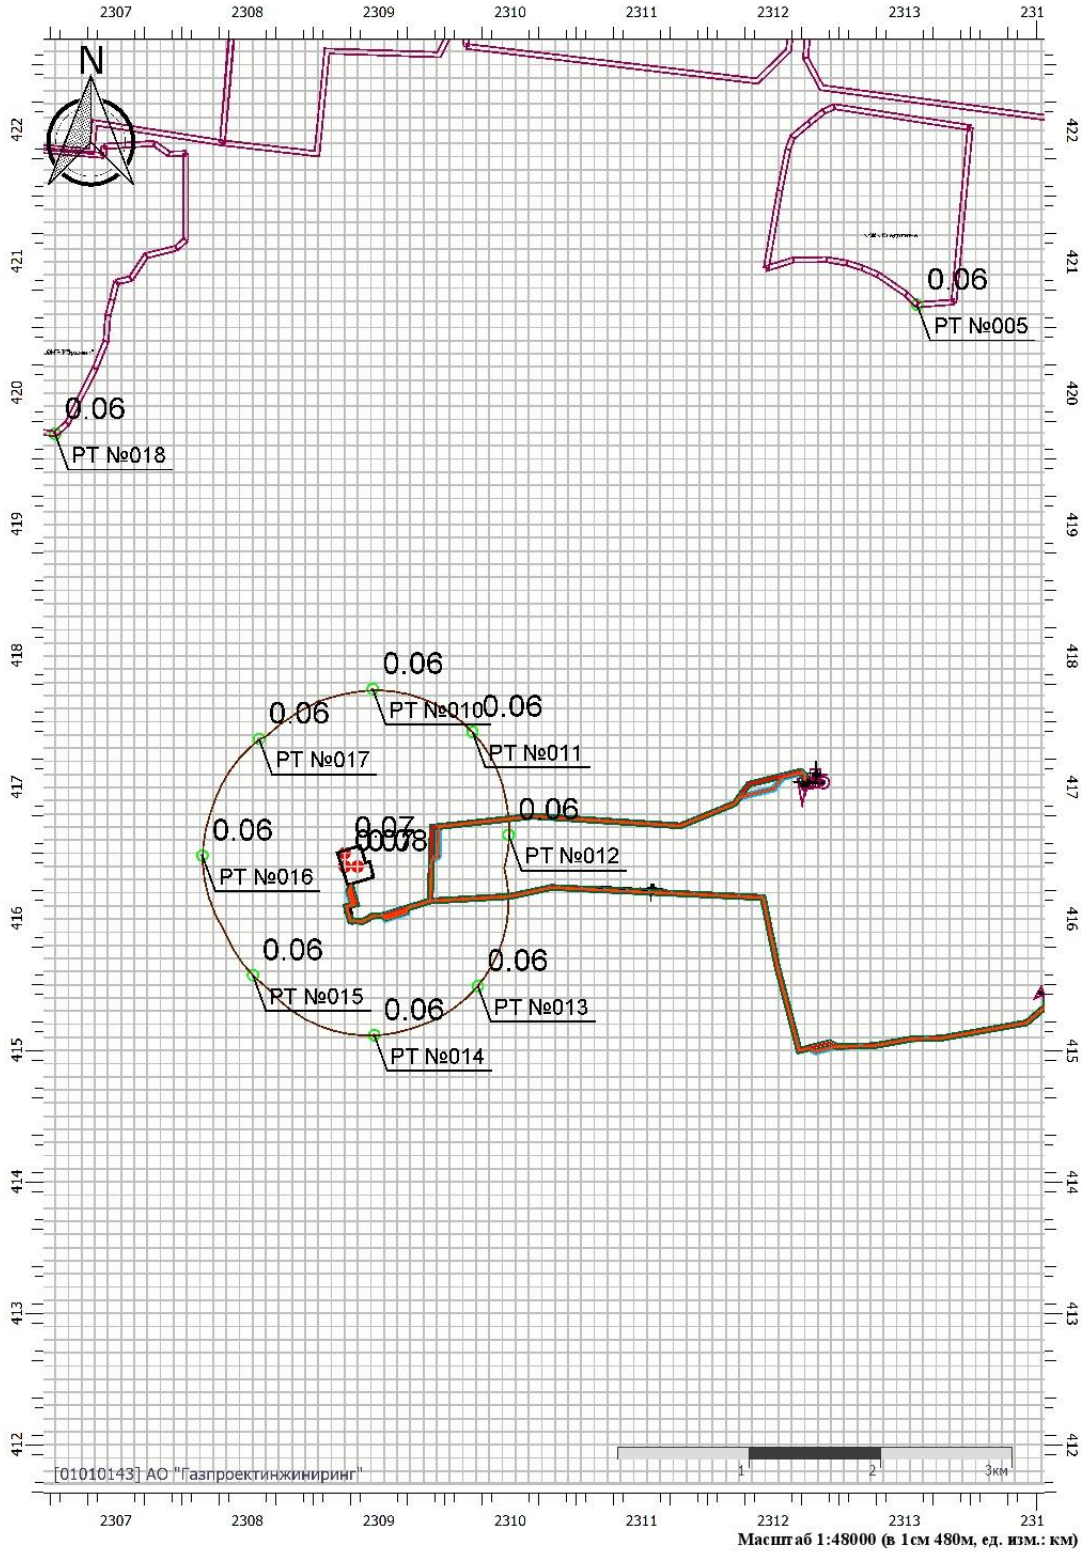 2307 2308 2309 2310 2311 2312 2313 231
N
422 422
421 421
0.06
РТ №005
420 420
0.06
РТ №018
419 419
418 418
0.06
РТ №010
0.06
РТ №011
0.06
РТ №017
417 417
0.06
РТ №012
0.07
0.06
РТ №016
416 416
0.06
РТ №015
0.06
РТ №013
0.06
РТ №014
415 415
414 414
413 413
412 412
1 2 3км
[01010143] АО "Газпроектинжиниринг"
2307 2308 2309 2310 2311 2312 2313 231
Масштаб 1:48000 (в 1см 480м, ед. изм.: км)